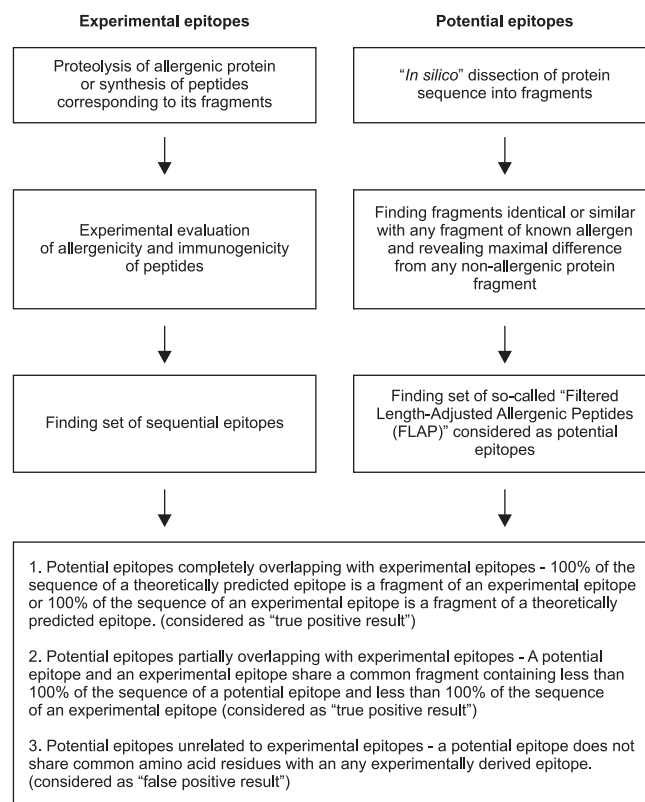 Experimental epitopes
Proteolysis of allergenic protein
or synthesis of peptides
corresponding to its fragments
Experimental evaluation
of allergenicity and immunogenicity
of peptides
Finding set of sequential epitopes
Potential epitopes
“In silico” dissection of protein
sequence into fragments
Finding fragments identical or similar
with any fragment of known allergen
and revealing maximal difference
from any non-allergenic protein
fragment
Finding set of so-called “Filtered
Length-Adjusted Allergenic Peptides
(FLAP)” considered as potential
epitopes
1. Potential epitopes completely overlapping with experimental epitopes - 100% of the
sequence of a theoretically predicted epitope is a fragment of an experimental epitope
or 100% of the sequence of an experimental epitope is a fragment of a theoretically
predicted epitope. (considered as “true positive result”)
2. Potential epitopes partially overlapping with experimental epitopes - A potential
epitope and an experimental epitope share a common fragment containing less than
100% of the sequence of a potential epitope and less than 100% of the sequence
of an experimental epitope (considered as “true positive result”)
3. Potential epitopes unrelated to experimental epitopes - a potential epitope does not
share common amino acid residues with an any experimentally derived epitope.
(considered as “false positive result”)